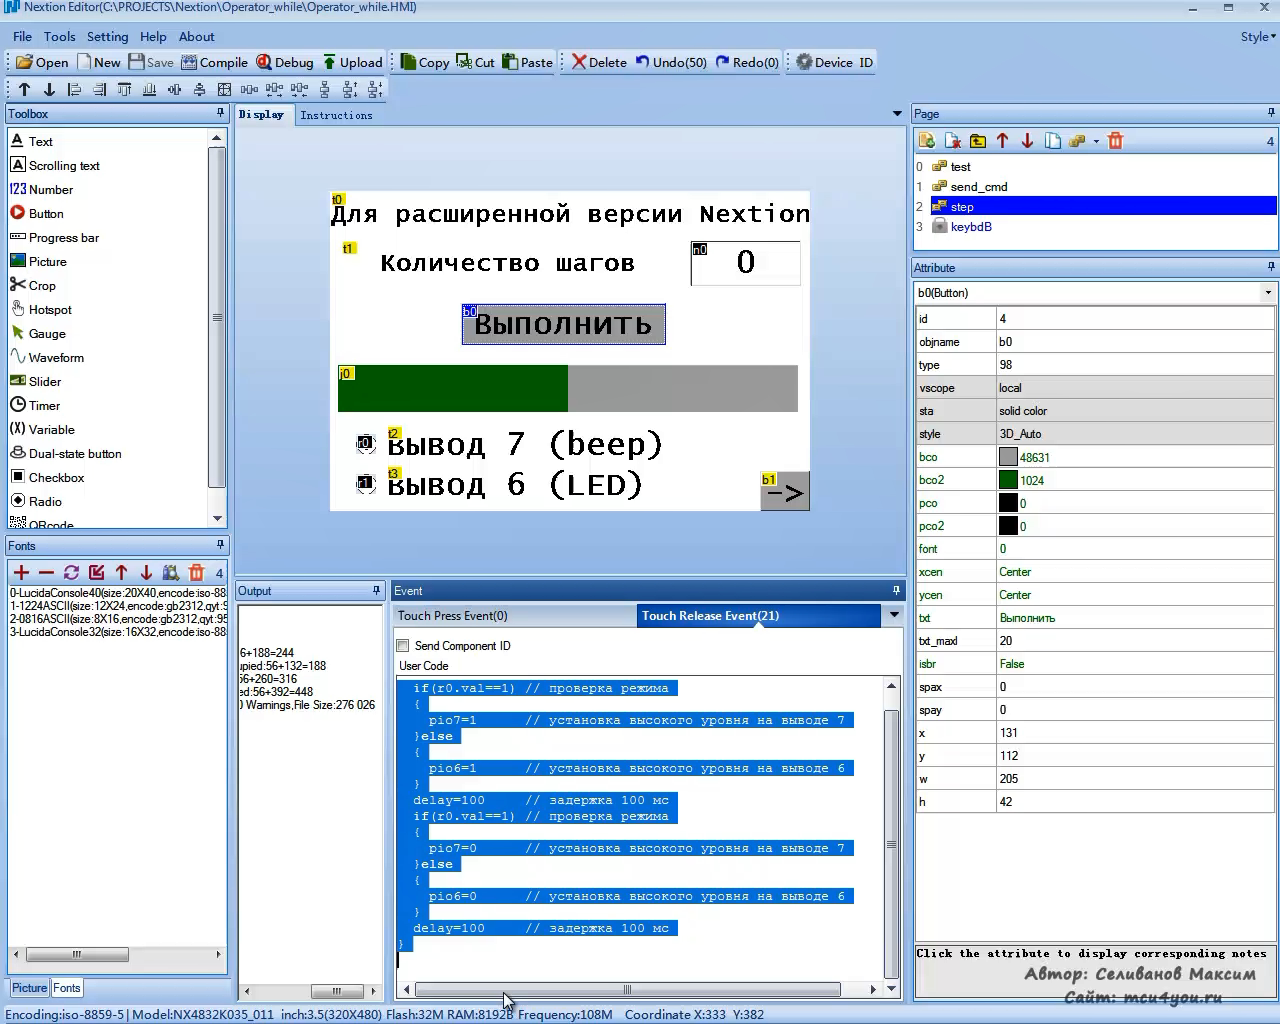 Nextion Editor(C:\PROJECTS\Nextion\Operator_while\Operator_while.HMI)
File Tools Setting Help About Style
Open New Save Compile Debug Upload Copy Cut Paste Delete Undo(50) Redo(0) Device ID
Toolbox
Text
Scrolling text
123 Number
Button
Progress bar
Picture
Crop
Hotspot
Gauge
Waveform
Slider
Timer
(X) Variable
Dual-state button
Checkbox
Radio
QRcode
Fonts
4
0-LucidaConsole40(size:20X40,encode:iso-88
1-1224ASCII(size:12X24,encode:gb2312,qyt:9
2-0816ASCII(size:8X16,encode:gb2312,qyt:95
3-LucidaConsole32(size:16X32,encode:iso-88
Picture Fonts
Display Instructions
t0
Для расширенной версии Nextion
t1
Количество шагов
n0
0
b0
Выполнить
j0
r0
t2
Вывод 7 (beep)
r1
t3
Вывод 6 (LED)
b1
->
Output
6+188=244
upied:56+132=188
56+260=316
ed:56+392=448
0 Warnings,File Size:276 026
Event
Touch Press Event(0) Touch Release Event(21)
Send Component ID
User Code
if(r0.val==1) // проверка режима
{
pio7=1 // установка высокого уровня на выводе 7
}else
{
pio6=1 // установка высокого уровня на выводе 6
}
delay=100 // задержка 100 мс
if(r0.val==1) // проверка режима
{
pio7=0 // установка высокого уровня на выводе 7
}else
{
pio6=0 // установка высокого уровня на выводе 6
}
delay=100 // задержка 100 мс
}
Page
4
0 test
1 send_cmd
2 step
3 keybdB
Attribute
b0(Button)
id 4
objname b0
type 98
vscope local
sta solid color
style 3D_Auto
bco 48631
bco2 1024
pco 0
pco2 0
font 0
xcen Center
ycen Center
txt Выполнить
txt_maxl 20
isbr False
spax 0
spay 0
x 131
y 112
w 205
h 42
Click the attribute to display corresponding notes
Автор: Селиванов Максим
Сайт: mcu4you.ru
Encoding:iso-8859-5 Model:NX4832K035_011 inch:3.5(320X480) Flash:32M RAM:8192B Frequency:108M Coordinate X:333 Y:382